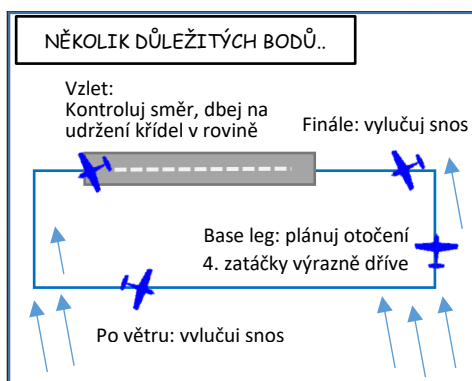 NĚKOLIK DŮLEŽITÝCH BODŮ..
Vzlet:
Kontroluj směr, dbej na
udržení křídel v rovině
Finále: vylučuj snos
Base leg: plánuj otočení
4. zatáčky výrazně dříve
Po větru: vvlučui snos